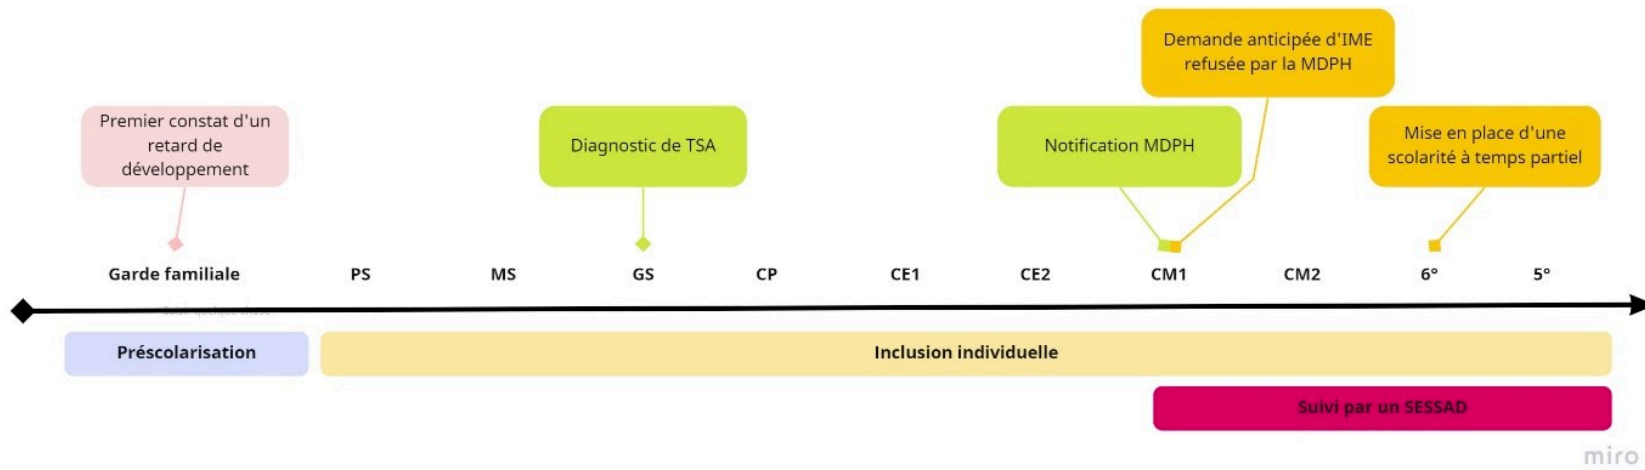 Demande anticipée d'IME
refusée par la MDPH
Premier constat d'un
retard de
développement
Diagnostic de TSA
Notification MDPH
Mise en place d'une
scolarité à temps partiel
Garde familiale PS MS GS CP CE1 CE2 CM1 CM2 6° 5°
Préscolarisation
Inclusion individuelle
Suivi par un SESSAD
miro